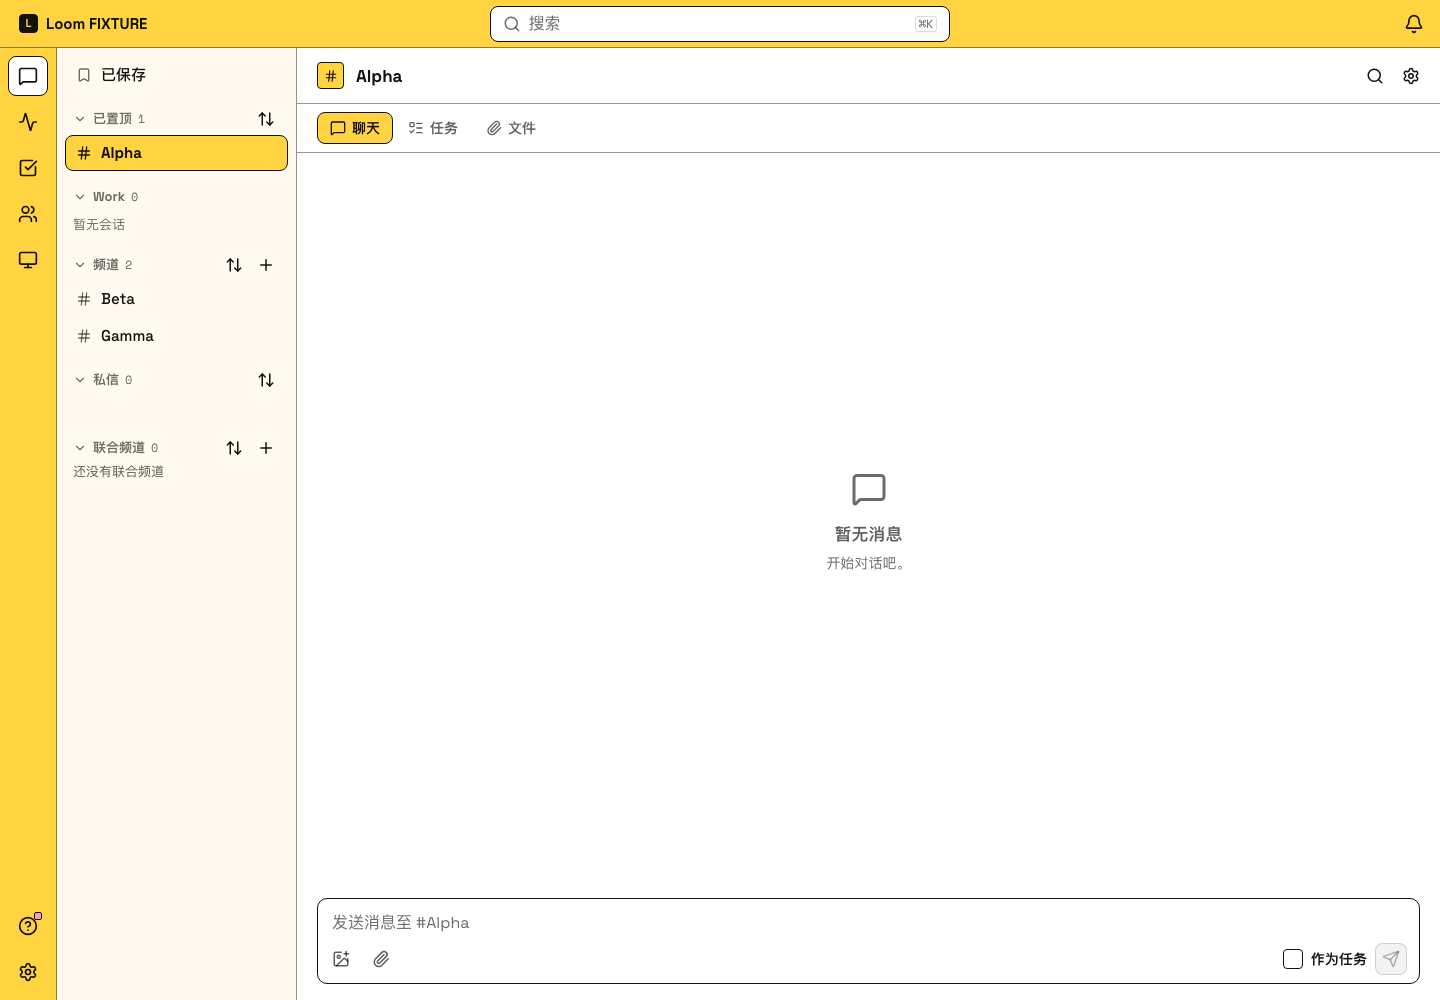 L Loom FIXTURE
搜索 ⌘K
已保存
已置顶 1
Alpha
Work 0
暂无会话
频道 2
Beta
Gamma
私信 0
联合频道 0
还没有联合频道
# Alpha
聊天 任务 文件
暂无消息
开始对话吧。
发送消息至 #Alpha
作为任务